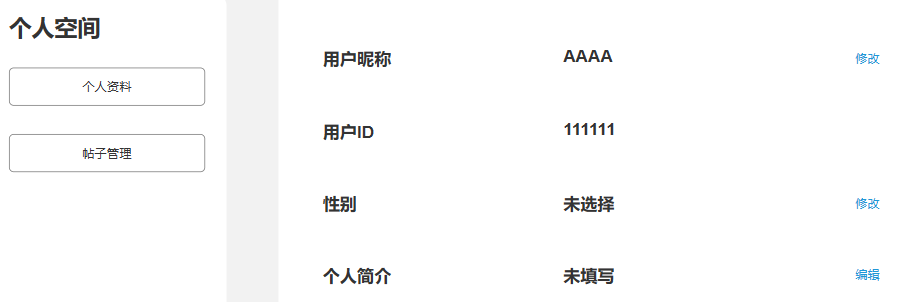 个人空间
个人资料
帖子管理
用户昵称 AAAA 修改
用户ID 111111
性别 未选择 修改
个人简介 未填写 编辑